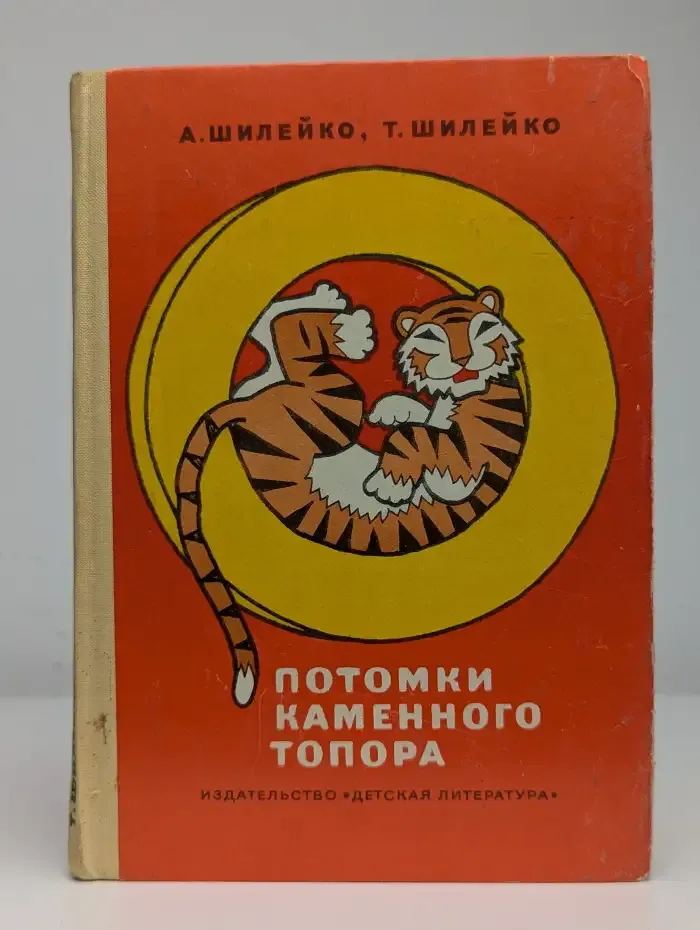 А. ШИЛЕЙКО, Т. ШИЛЕЙКО
ПОТОМКИ
КАМЕННОГО
ТОПОРА
ИЗДАТЕЛЬСТВО «ДЕТСКАЯ ЛИТЕРАТУРА»